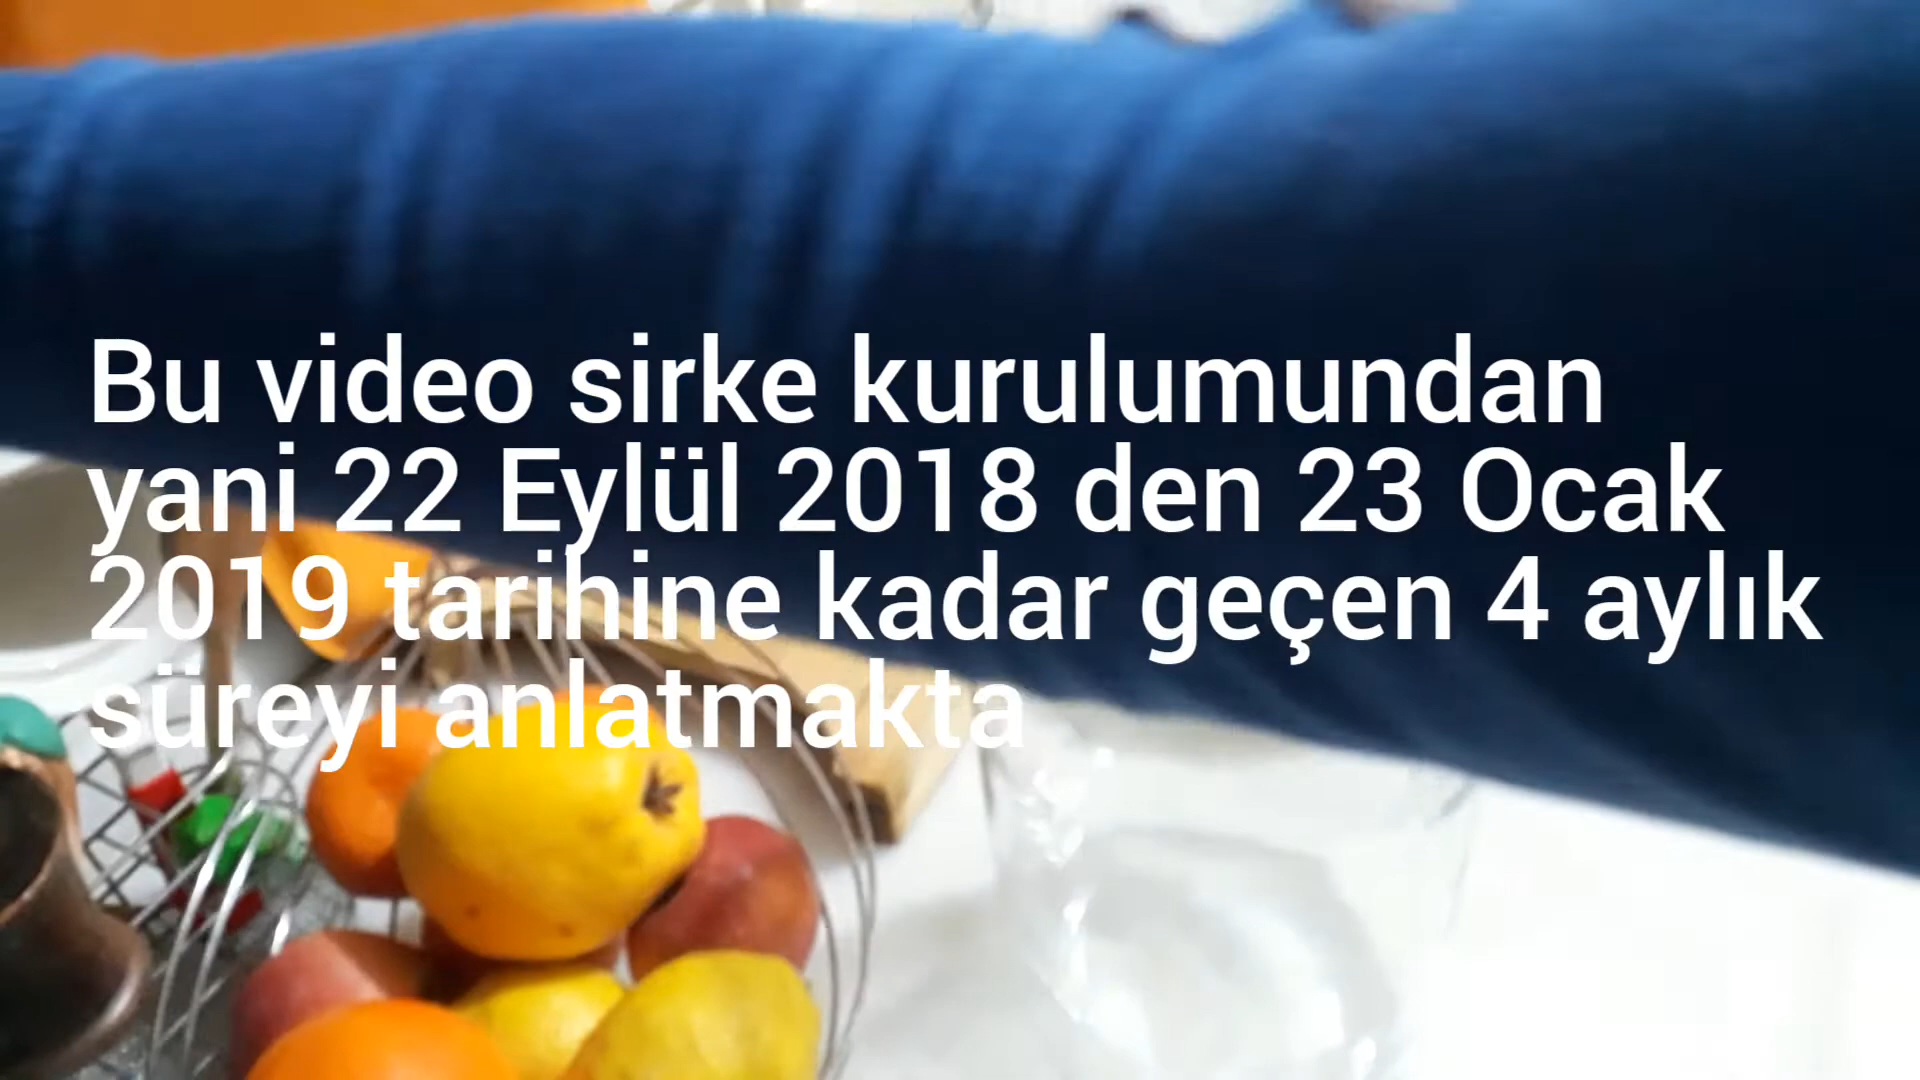 Bu video sirke kurulumundan
yani 22 Eylül 2018 den 23 Ocak
2019 tarihine kadar geçen 4 aylık
süreyi anlatmakta